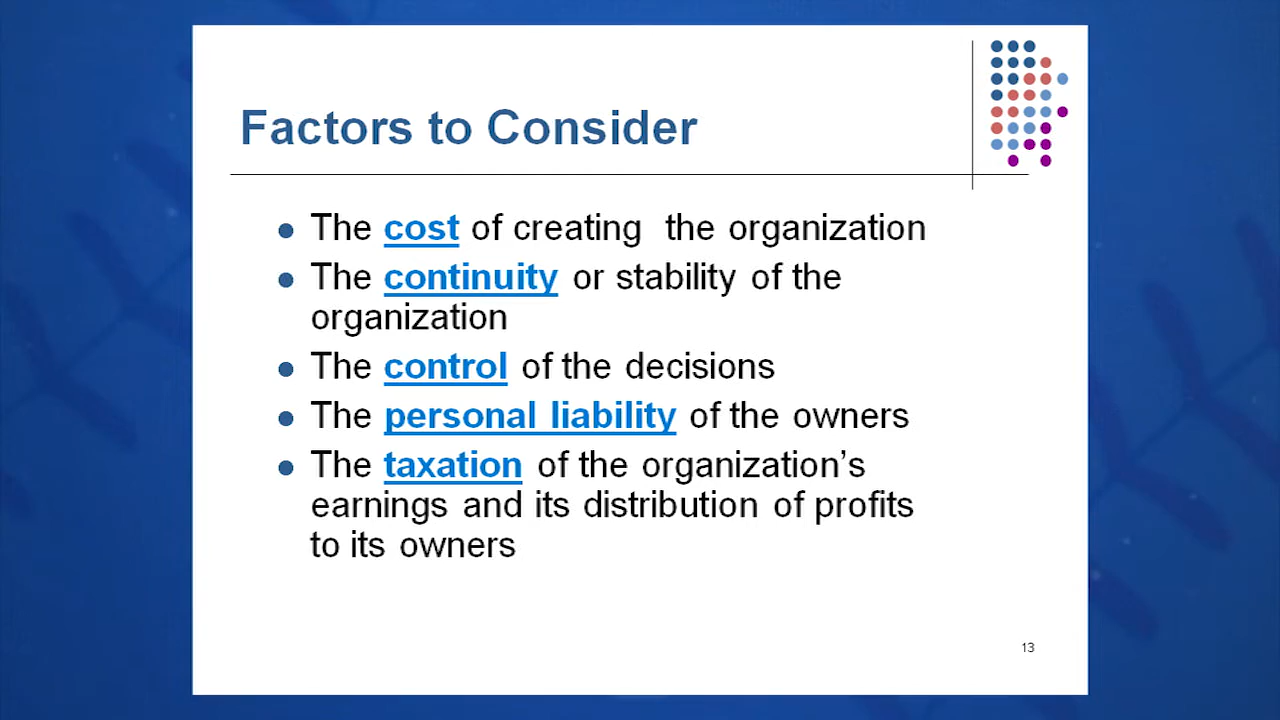 Factors to Consider
The cost of creating the organization
The continuity or stability of the
organization
The control of the decisions
The personal liability of the owners
The taxation of the organization's
earnings and its distribution of profits
to its owners
13